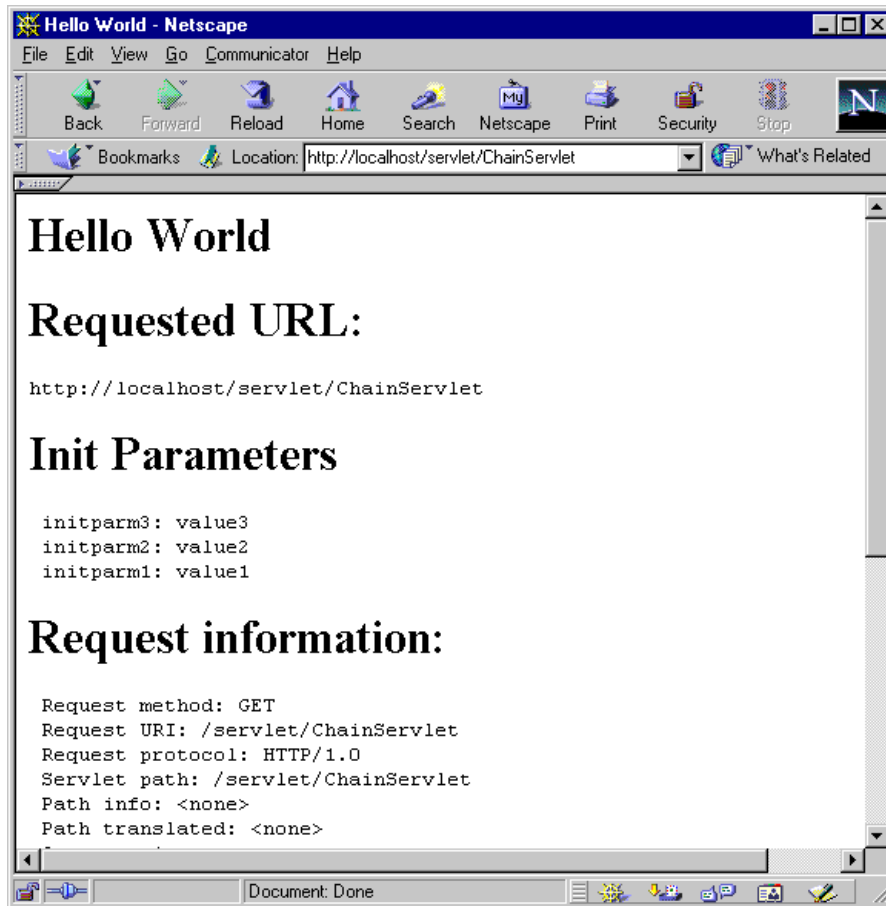 Hello World - Netscape
File Edit View Go Communicator Help
Back Forward Reload Home Search Netscape Print Security Stop
My
N
Bookmarks Location: http://localhost/servlet/ChainServlet What's Related
Hello World
Requested URL:
http://localhost/servlet/ChainServlet
Init Parameters
initparm3: value3
initparm2: value2
initparm1: value1
Request information:
Request method: GET
Request URI: /servlet/ChainServlet
Request protocol: HTTP/1.0
Servlet path: /servlet/ChainServlet
Path info: <none>
Path translated: <none>
Document: Done